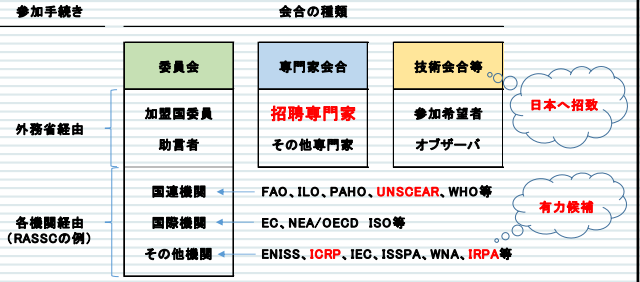 参加手続き 会合の種類
委員会 専門家会合 技術会合等
外務省経由
加盟国委員 招聘専門家 参加希望者
助言者 その他専門家 オブザーバ
日本へ招致
各機関経由
(RASSCの例)
国連機関 FAO、ILO、PAHO、UNSCEAR、WHO等
国際機関 EC、NEA/OECD ISO等
その他機関 ENISS、ICRP、IEC、ISSPA、WNA、IRPA等
有力候補